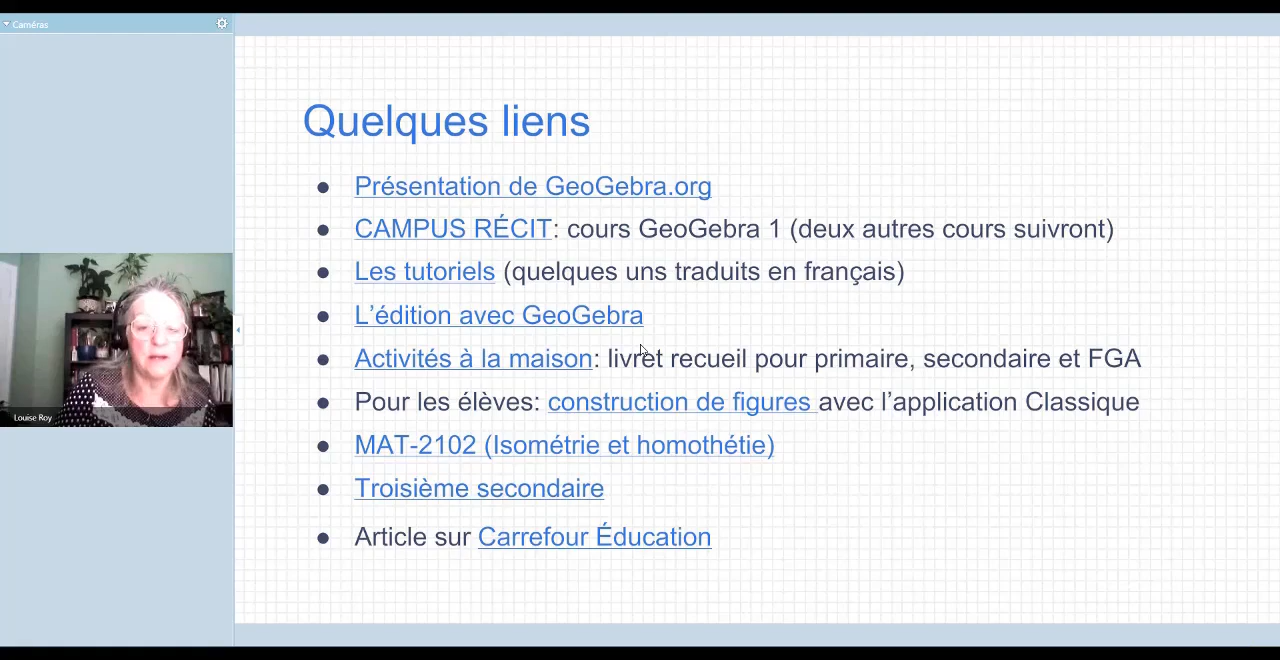 Caméras
Louise Roy
Quelques liens
● Présentation de GeoGebra.org
● CAMPUS RÉCIT: cours GeoGebra 1 (deux autres cours suivront)
● Les tutoriels (quelques uns traduits en français)
● L’édition avec GeoGebra
● Activités à la maison: livret recueil pour primaire, secondaire et FGA
● Pour les élèves: construction de figures avec l’application Classique
● MAT-2102 (Isométrie et homothétie)
● Troisième secondaire
● Article sur Carrefour Éducation